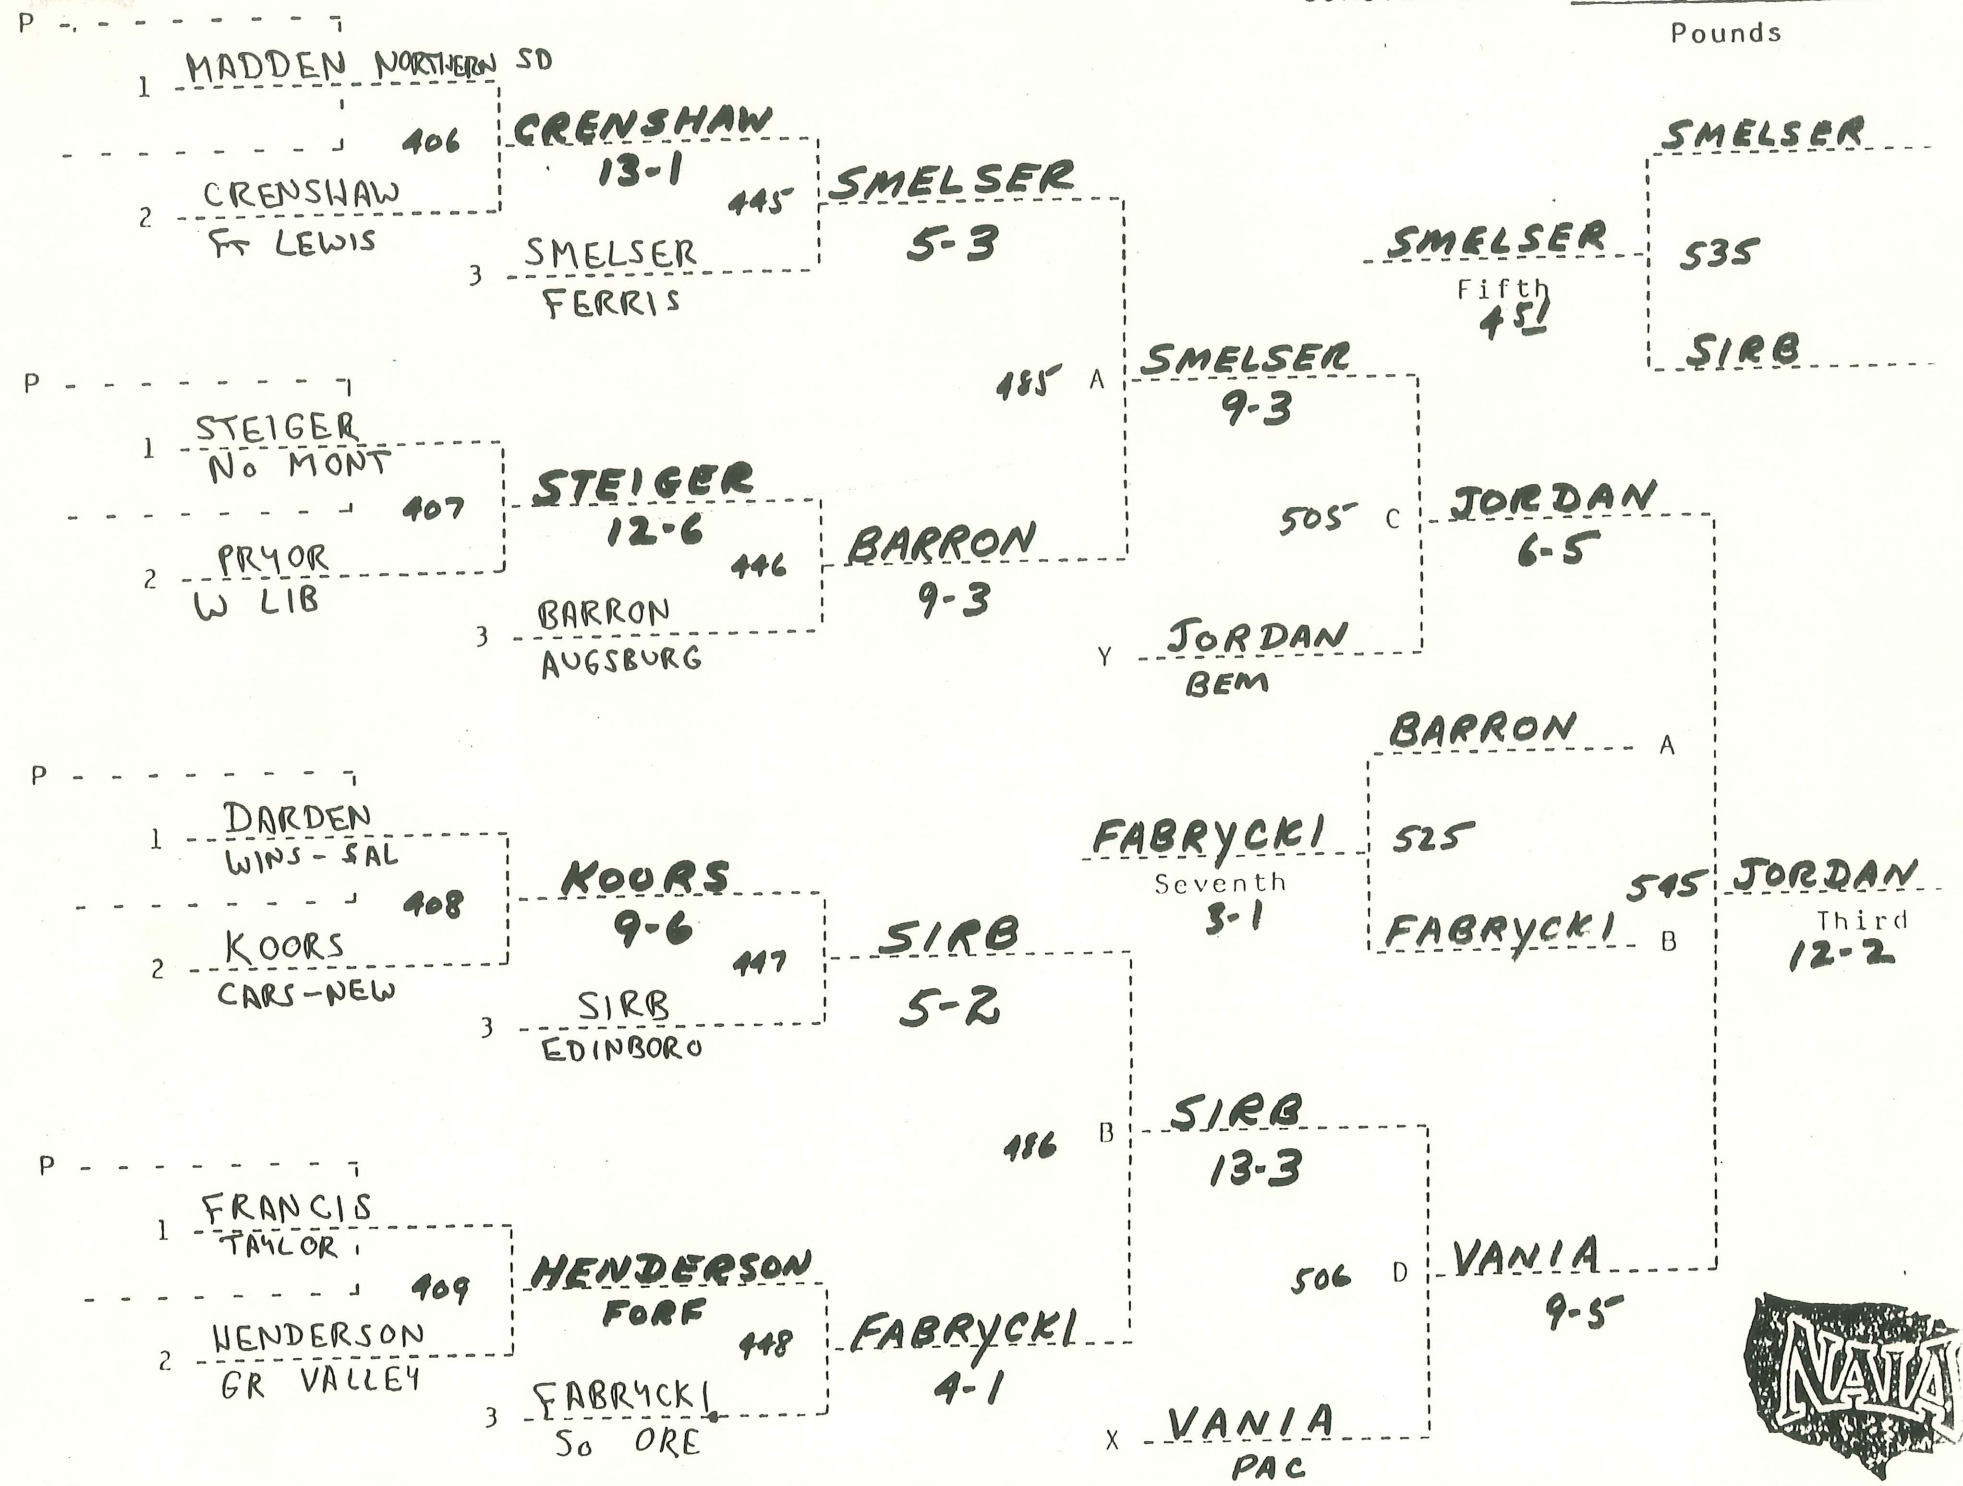 Pounds
P
1 MADDEN NORTHERN SD
406
2 CRENSHAW
FT LEWIS
CRENSHAW
13-1
445
3 SMELSER
FERRIS
SMELSER
5-3
P
1 STEIGER
No MONT
407
2 PRYOR
W LIB
STEIGER
12-6
446
3 BARRON
AUGSBURG
BARRON
9-3
485 A
SMELSER
9-3
505 C
Y JORDAN
BEM
JORDAN
6-5
SMELSER
SMELSER
Fifth
535
SIRB
BARRON A
FABRYCKI
Seventh
525
FABRYCKI B
P
1 DARDEN
WINS-SAL
408
2 KOORS
CARS-NEW
KOORS
9-6
447
3 SIRB
EDINBORO
SIRB
5-2
P
1 FRANCIS
TAYLOR
409
2 HENDERSON
GR VALLEY
HENDERSON
FORF
448
3 FABRYCKI
So ORE
FABRYCKI
4-1
486 B
SIRB
13-3
506 D
X VANIA
PAC
VANIA
9-5
545
JORDAN
Third
12-2
NAIA